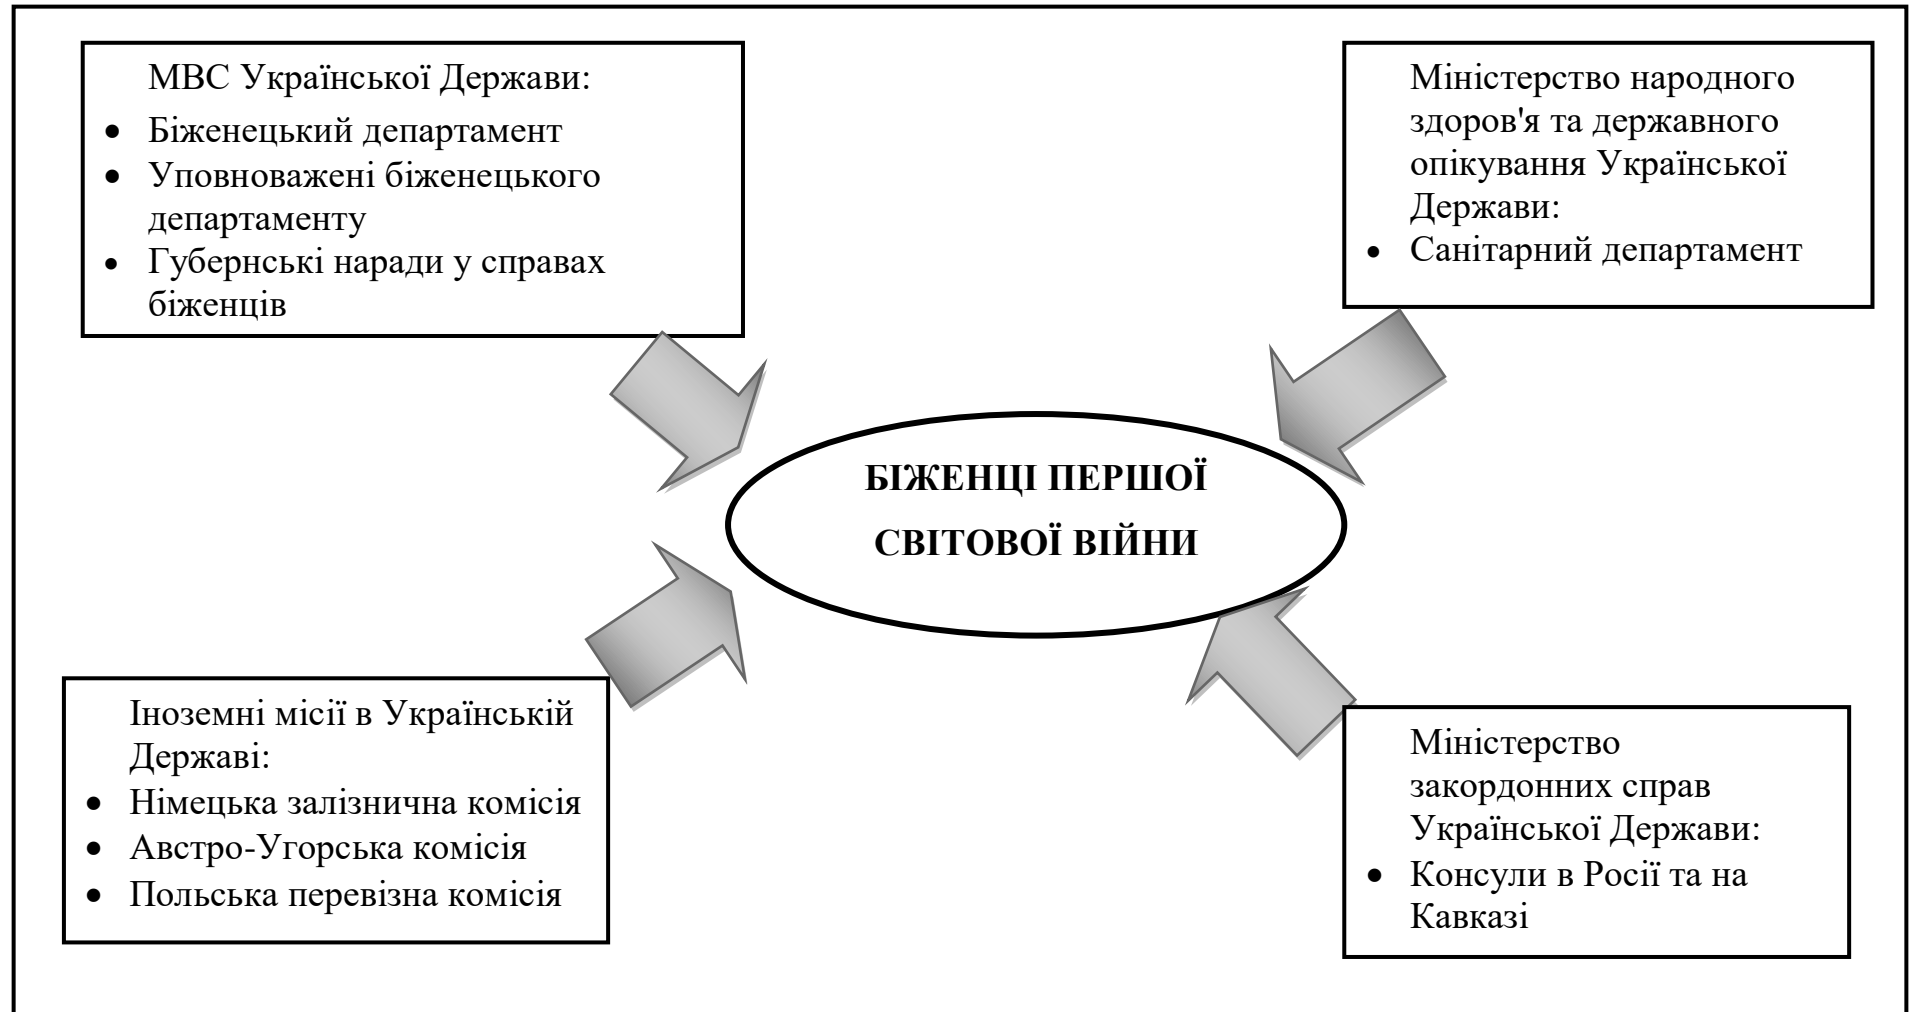 МВС Української Держави:
• Біженецький департамент
• Уповноважені біженецького
департаменту
• Губернські наради у справах
біженців
Міністерство народного
здоров'я та державного
опікування Української
Держави:
• Санітарний департамент
БІЖЕНЦІ ПЕРШОЇ
СВІТОВОЇ ВІЙНИ
Іноземні місії в Українській
Державі:
• Німецька залізнична комісія
• Австро-Угорська комісія
• Польська перевізна комісія
Міністерство
закордонних справ
Української Держави:
• Консули в Росії та на
Кавказі